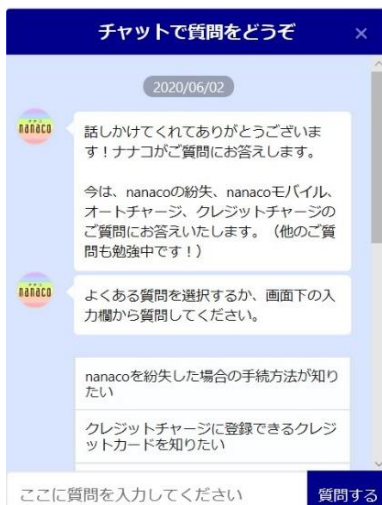 チャットで質問をどうぞ
×
2020/06/02
nanaco
話しかけてくれてありがとうございま
す！ナナコがご質問にお答えします。
今は、nanacoの紛失、nanacoモバイル、
オートチャージ、クレジットチャージの
ご質問にお答えいたします。（他のご質
問も勉強中です！）
nanaco
よくある質問を選択するか、画面下の入
力欄から質問してください。
nanacoを紛失した場合の手続方法が知り
たい
クレジットチャージに登録できるクレジ
ットカードを知りたい
ここに質問を入力してください
質問する